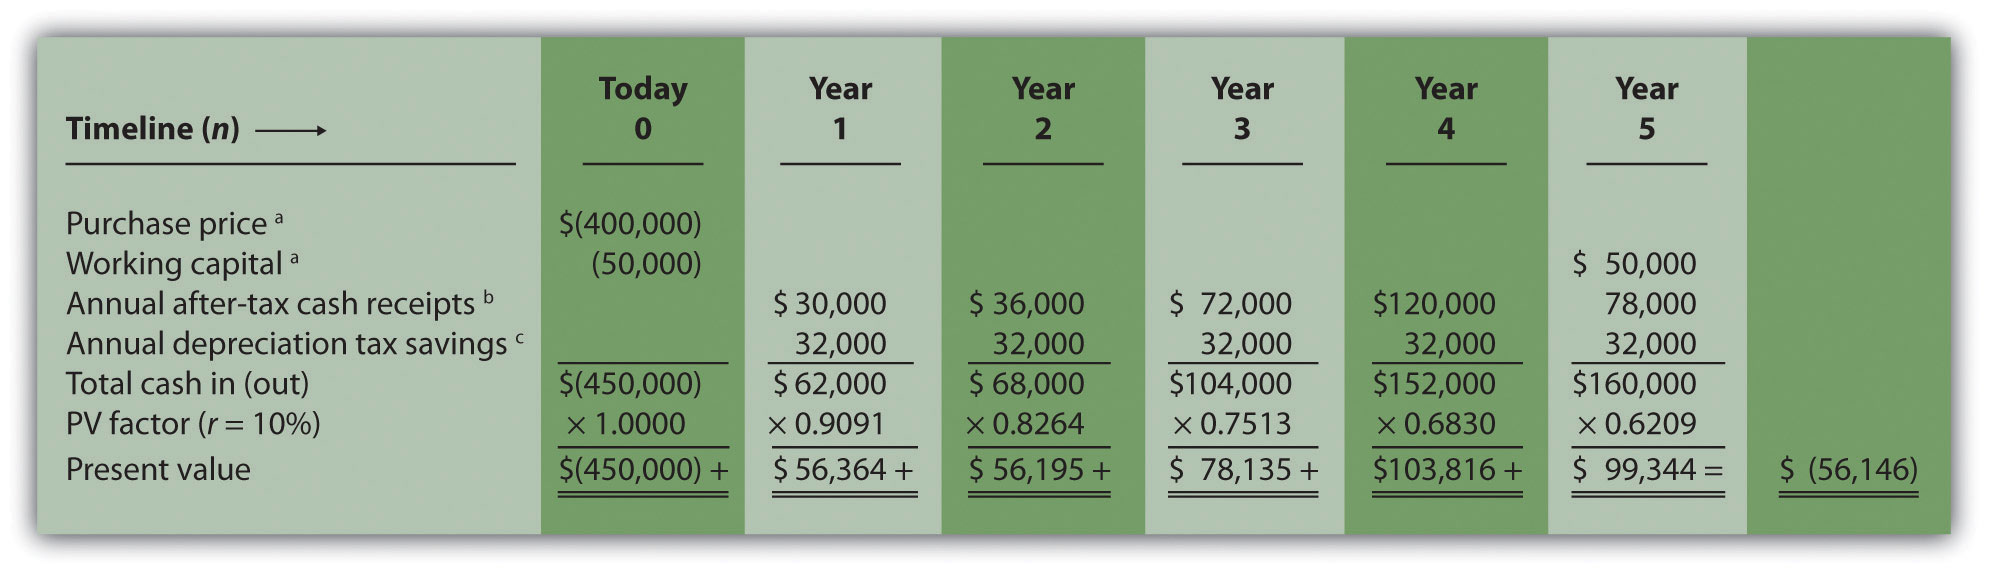 Today Year Year Year Year Year
Timeline (n) → 0 1 2 3 4 5
Purchase price a $(400,000)
Working capital a (50,000) $ 50,000
Annual after-tax cash receipts b $ 30,000 $ 36,000 $ 72,000 $120,000 78,000
Annual depreciation tax savings c 32,000 32,000 32,000 32,000 32,000
Total cash in (out) $(450,000) $ 62,000 $ 68,000 $104,000 $152,000 $160,000
PV factor (r = 10%) × 1.0000 × 0.9091 × 0.8264 × 0.7513 × 0.6830 × 0.6209
Present value $(450,000) + $ 56,364 + $ 56,195 + $ 78,135 + $103,816 + $ 99,344 = $ (56,146)